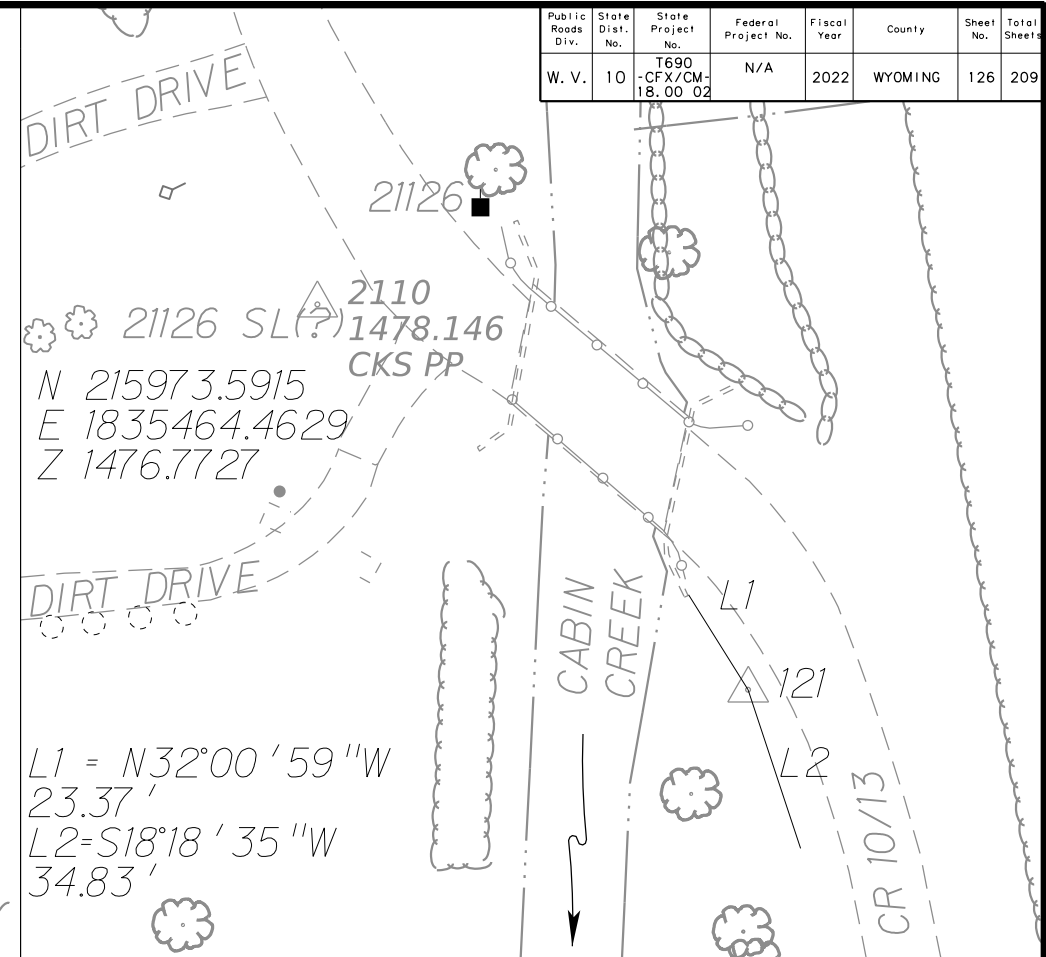 Public Roads Div.
State Dist. No.
State Project No.
Federal Project No.
Fiscal Year
County
Sheet No.
Total Sheets
W. V.
10
T690
-CFX/CM-
18.00 02
N/A
2022
WYOMING
126
209
DIRT DRIVE
21126
2110
21126 SL(?)
1478.146
CKS PP
N 215973.5915
E 1835464.4629
Z 1476.7727
DIRT DRIVE
CABIN
CREEK
L1
121
L2
L1 = N32°00'59"W
23.37'
L2=S18°18'35"W
34.83'
CR 10/13